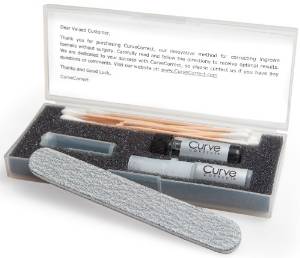 Dear Valued Customer,
Thank you for purchasing CurveCorrect, our innovative method for correcting ingrown
toenails without surgery. Carefully read and follow the directions to receive optimal results.
We are dedicated to your success with CurveCorrect, so please contact us if you have any
questions or comments. Visit our website at: www.CurveCorrect.com
Thanks and Good Luck,
CurveCorrect
Curve
CORRECT
Curve
CORRECT